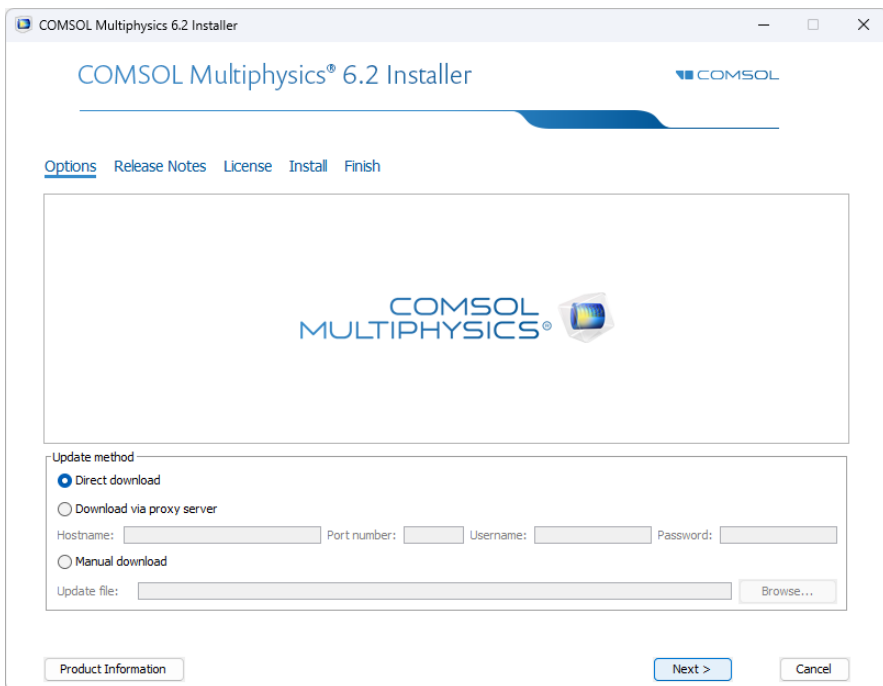 COMSOL Multiphysics 6.2 Installer
COMSOL Multiphysics® 6.2 Installer
COMSOL
Options Release Notes License Install Finish
COMSOL
MULTIPHYSICS®
Update method
Direct download
Download via proxy server
Hostname: Port number: Username: Password:
Manual download
Update file: Browse...
Product Information Next > Cancel